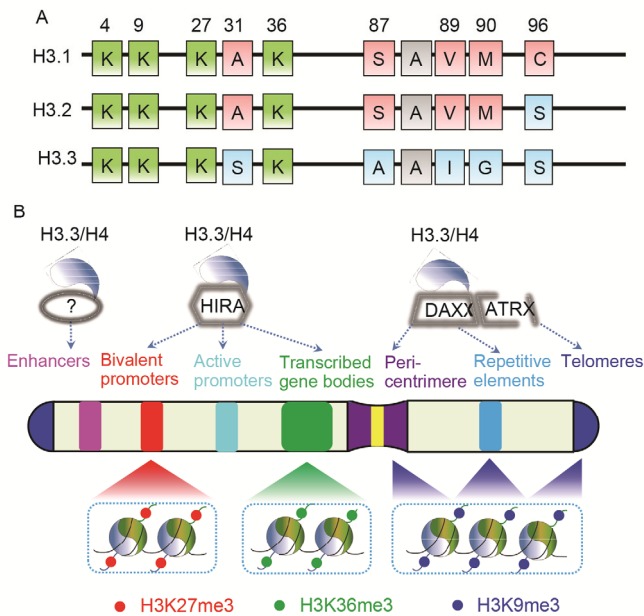 A
4 9 27 31 36 87 89 90 96
H3.1 K K K A K S A V M C
H3.2 K K K A K S A V M S
H3.3 K K K S K A A I G S
B
H3.3/H4 H3.3/H4 H3.3/H4
? HIRA DAXX ATRX
Enhancers Bivalent promoters Active promoters Transcribed gene bodies Peri-centrimere Repetitive elements Telomeres
H3K27me3 H3K36me3 H3K9me3